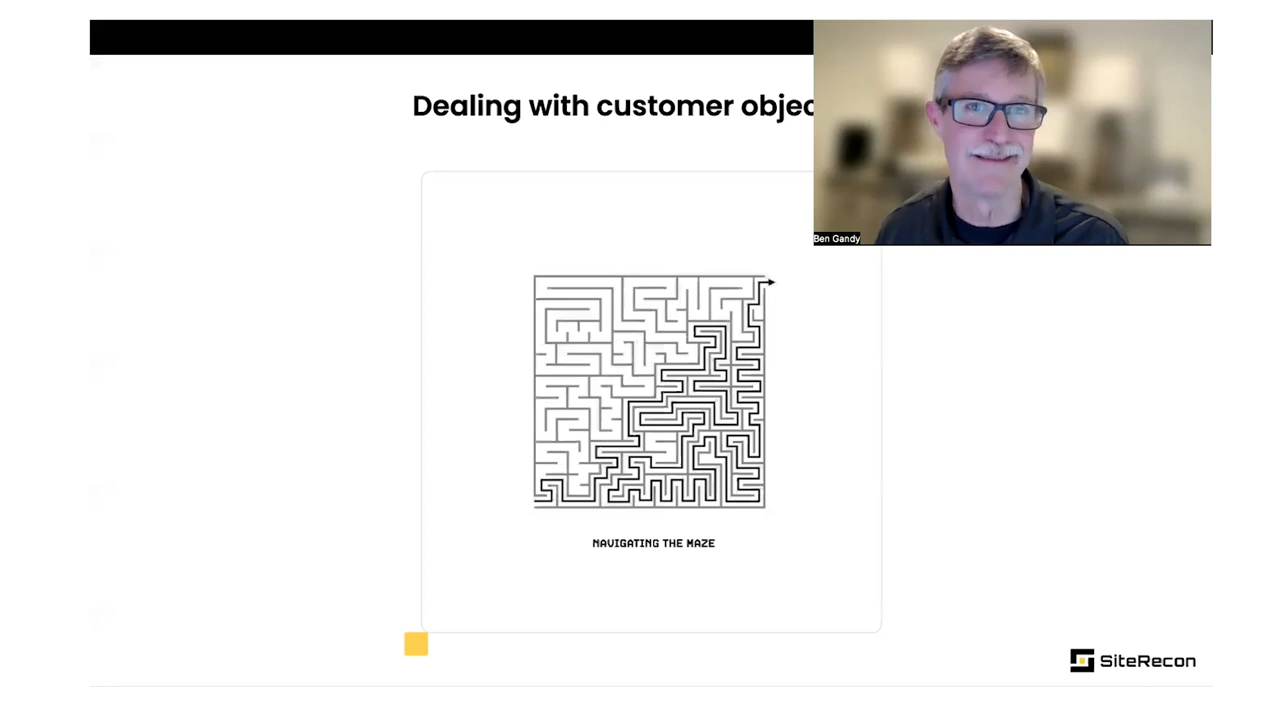 Dealing with customer objec
Ben Gandy
NAVIGATING THE MAZE
SiteRecon